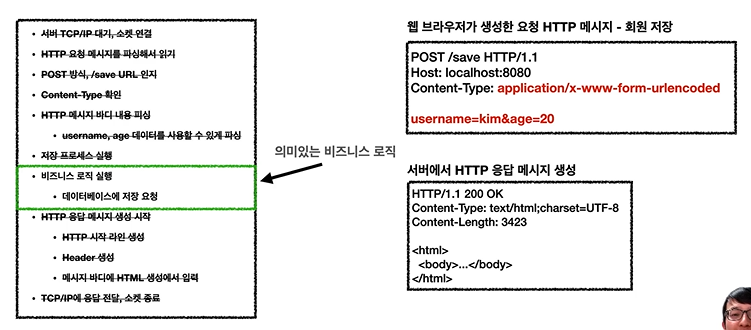 서버 TCP/IP 대기, 소켓 연결
HTTP 요청 메시지를 파싱해서 읽기
POST 방식, /save URL 인지
Content-Type 확인
HTTP 메시지 바디 내용 피싱
username, age 데이터를 사용할 수 있게 파싱
저장 프로세스 실행
비즈니스 로직 실행
데이터베이스에 저장 요청
HTTP 응답 메시지 생성 시작
HTTP 시작 라인 생성
Header 생성
메시지 바디에 HTML 생성에서 입력
TCP/IP에 응답 전달, 소켓 종료
의미있는 비즈니스 로직
웹 브라우저가 생성한 요청 HTTP 메시지 - 회원 저장
POST /save HTTP/1.1
Host: localhost:8080
Content-Type: application/x-www-form-urlencoded
username=kim&age=20
서버에서 HTTP 응답 메시지 생성
HTTP/1.1 200 OK
Content-Type: text/html;charset=UTF-8
Content-Length: 3423
<html>
<body>...</body>
</html>